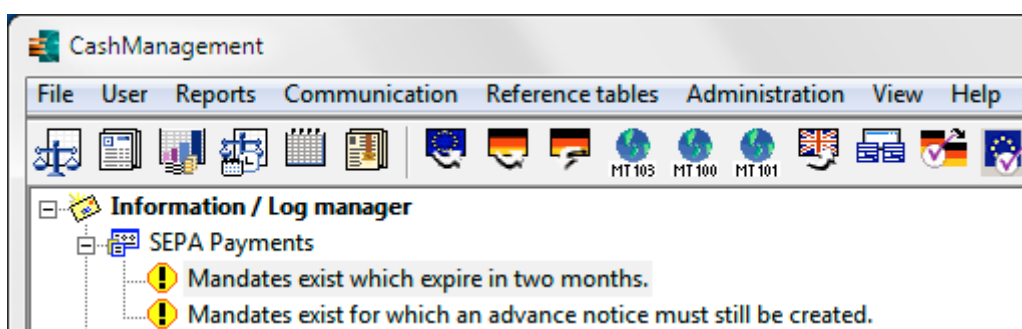 CashManagement
File User Reports Communication Reference tables Administration View Help
MT103 MT100 MT101
Information / Log manager
SEPA Payments
Mandates exist which expire in two months.
Mandates exist for which an advance notice must still be created.